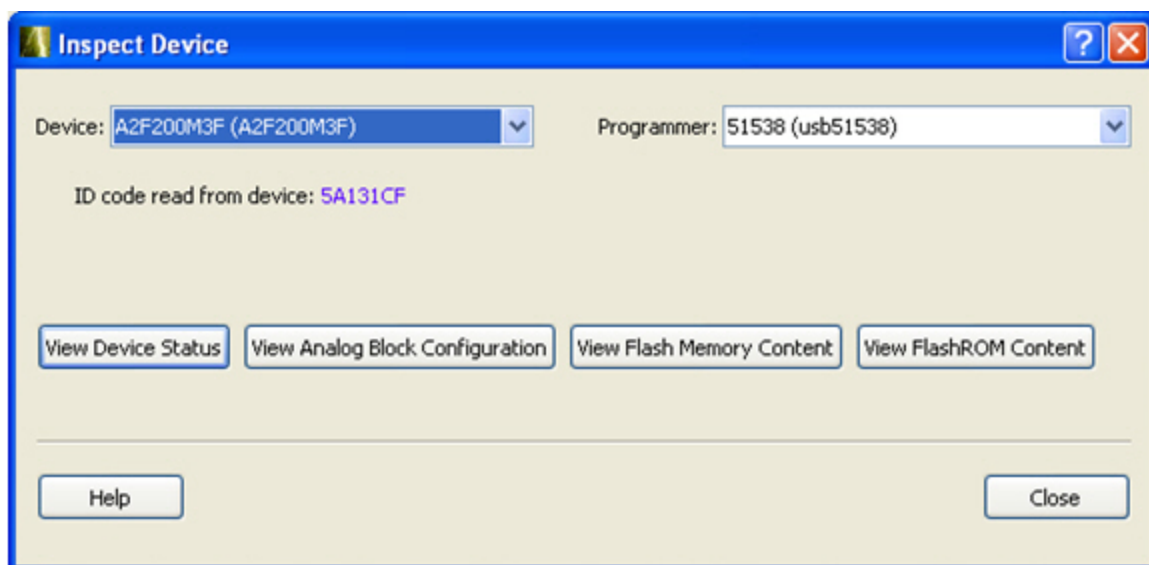 Inspect Device
Device: A2F200M3F (A2F200M3F) Programmer: 51538 (usb51538)
ID code read from device: 5A131CF
View Device Status View Analog Block Configuration View Flash Memory Content View FlashROM Content
Help Close